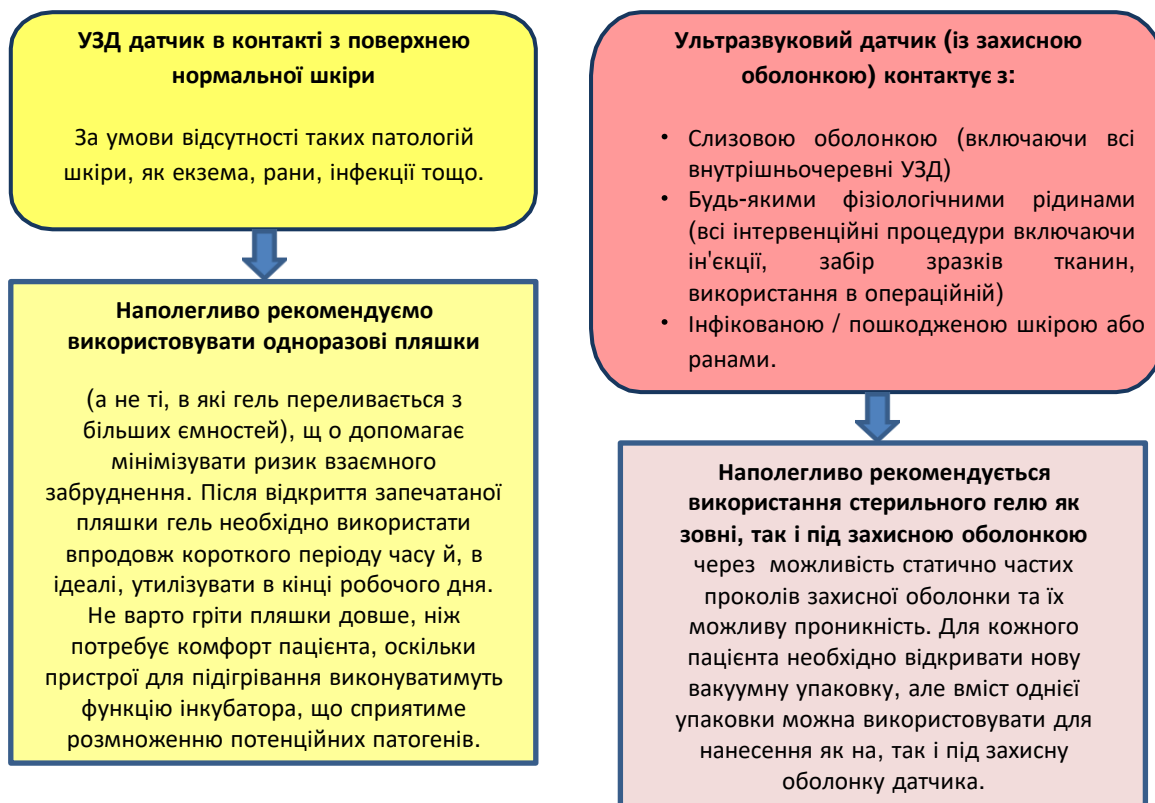 УЗД датчик в контакті з поверхнею
нормальної шкіри
За умови відсутності таких патологій
шкіри, як екзема, рани, інфекції тощо.
Наполегливо рекомендуємо
використовувати одноразові пляшки
(а не ті, в які гель переливається з
більших ємностей), щ о допомагає
мінімізувати ризик взаємного
забруднення. Після відкриття запечатаної
пляшки гель необхідно використати
впродовж короткого періоду часу й, в
ідеалі, утилізувати в кінці робочого дня.
Не варто гріти пляшки довше, ніж
потребує комфорт пацієнта, оскільки
пристрої для підігрівання виконуватимуть
функцію інкубатора, що сприятиме
розмноженню потенційних патогенів.
Ультразвуковий датчик (із захисною
оболонкою) контактує з:
• Слизовою оболонкою (включаючи всі
внутрішньочеревні УЗД)
• Будь-якими фізіологічними рідинами
(всі інтервенційні процедури включаючи
ін'єкції, забір зразків тканин,
використання в операційній)
• Інфікованою / пошкодженою шкірою або
ранами.
Наполегливо рекомендується
використання стерильного гелю як
зовні, так і під захисною оболонкою
через можливість статично частих
проколів захисної оболонки та їх
можливу проникність. Для кожного
пацієнта необхідно відкривати нову
вакуумну упаковку, але вміст однієї
упаковки можна використовувати для
нанесення як на, так і під захисну
оболонку датчика.